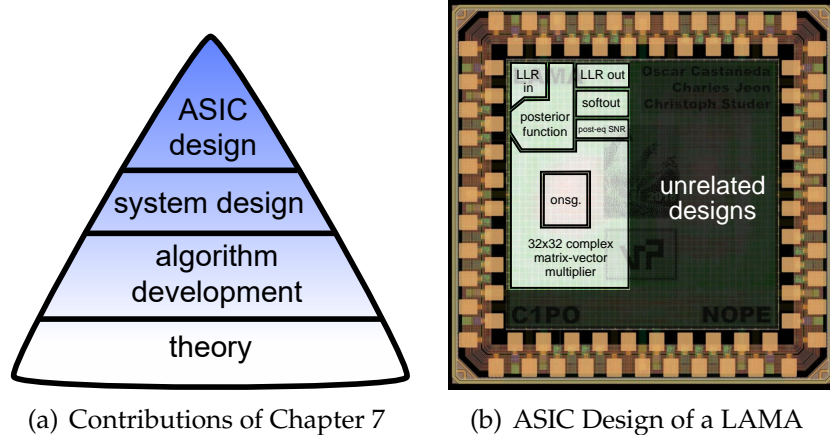 ASIC
design
system design
algorithm
development
theory
(a) Contributions of Chapter 7
LAMA
LLR
in
LLR out
posterior
function
softout
post-eq SNR
onsg.
32x32 complex
matrix-vector
multiplier
Oscar Castañeda
Charles Jeon
Christoph Studer
unrelated
designs
VIP
C1PO
NOPE
(b) ASIC Design of a LAMA